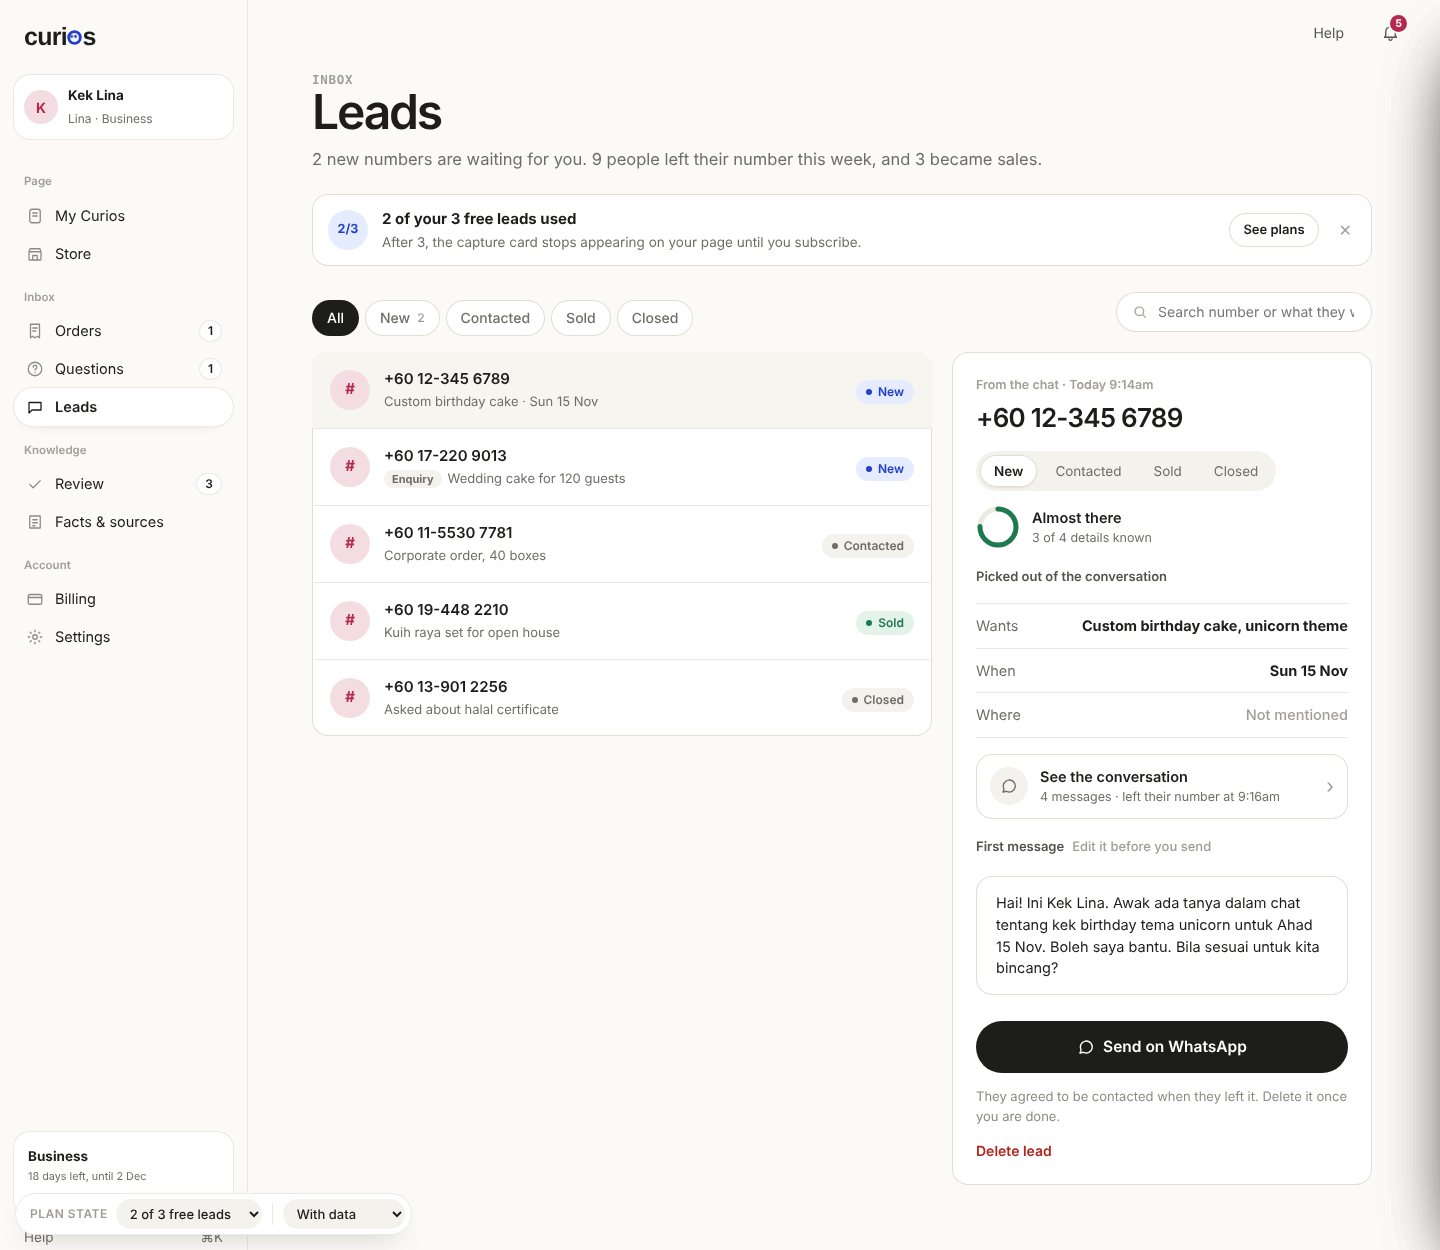 curios
K
Kek Lina
Lina · Business
Page
My Curios
Store
Inbox
Orders 1
Questions 1
Leads
Knowledge
Review 3
Facts & sources
Account
Billing
Settings
Business
18 days left, until 2 Dec
PLAN STATE 2 of 3 free leads With data
Help ⌘K
Help 5
INBOX
Leads
2 new numbers are waiting for you. 9 people left their number this week, and 3 became sales.
2/3
2 of your 3 free leads used
After 3, the capture card stops appearing on your page until you subscribe.
See plans
All New 2 Contacted Sold Closed
Search number or what they
# +60 12-345 6789
Custom birthday cake · Sun 15 Nov
New
# +60 17-220 9013
Enquiry Wedding cake for 120 guests
New
# +60 11-5530 7781
Corporate order, 40 boxes
Contacted
# +60 19-448 2210
Kuih raya set for open house
Sold
# +60 13-901 2256
Asked about halal certificate
Closed
From the chat · Today 9:14am
+60 12-345 6789
New Contacted Sold Closed
Almost there
3 of 4 details known
Picked out of the conversation
Wants Custom birthday cake, unicorn theme
When Sun 15 Nov
Where Not mentioned
See the conversation
4 messages · left their number at 9:16am
First message Edit it before you send
Hai! Ini Kek Lina. Awak ada tanya dalam chat
tentang kek birthday tema unicorn untuk Ahad
15 Nov. Boleh saya bantu. Bila sesuai untuk kita
bincang?
Send on WhatsApp
They agreed to be contacted when they left it. Delete it once
you are done.
Delete lead